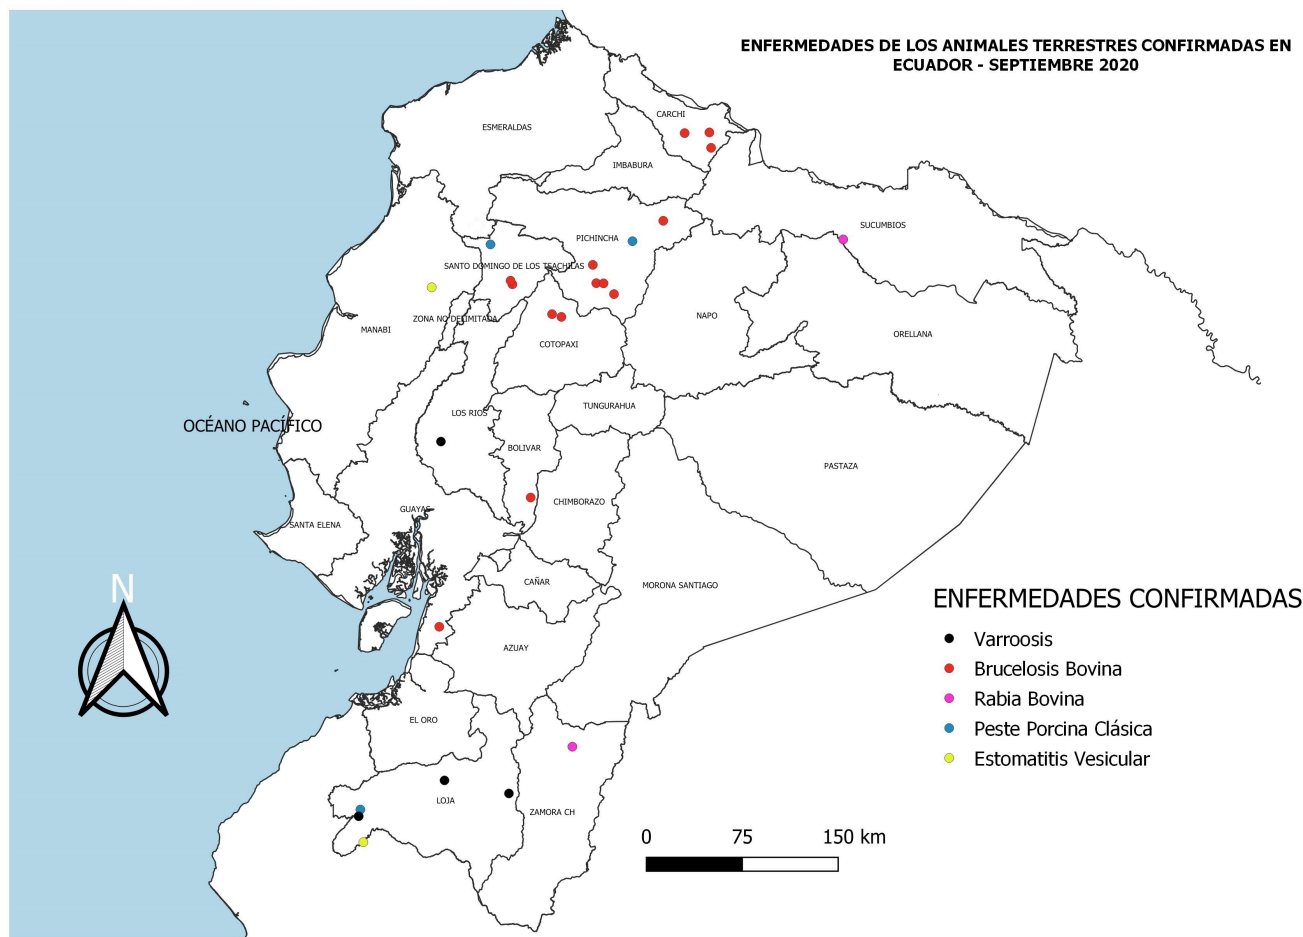 ENFERMEDADES DE LOS ANIMALES TERRESTRES CONFIRMADAS EN
ECUADOR - SEPTIEMBRE 2020
CARCHI
ESMERALDAS
IMBABURA
SUCUMBIOS
PICHINCHA
SANTO DOMINGO DE LOS TSACHILAS
NAPO
ZONA NO DELIMITADA
MANABI
ORELLANA
COTOPAXI
TUNGURAHUA
LOS RIOS
OCÉANO PACÍFICO
BOLIVAR
PASTAZA
CHIMBORAZO
GUAYAS
SANTA ELENA
CAÑAR
MORONA SANTIAGO
AZUAY
EL ORO
LOJA
ZAMORA CH
N
ENFERMEDADES CONFIRMADAS
Varroosis
Brucelosis Bovina
Rabia Bovina
Peste Porcina Clásica
Estomatitis Vesicular
0 75 150 km